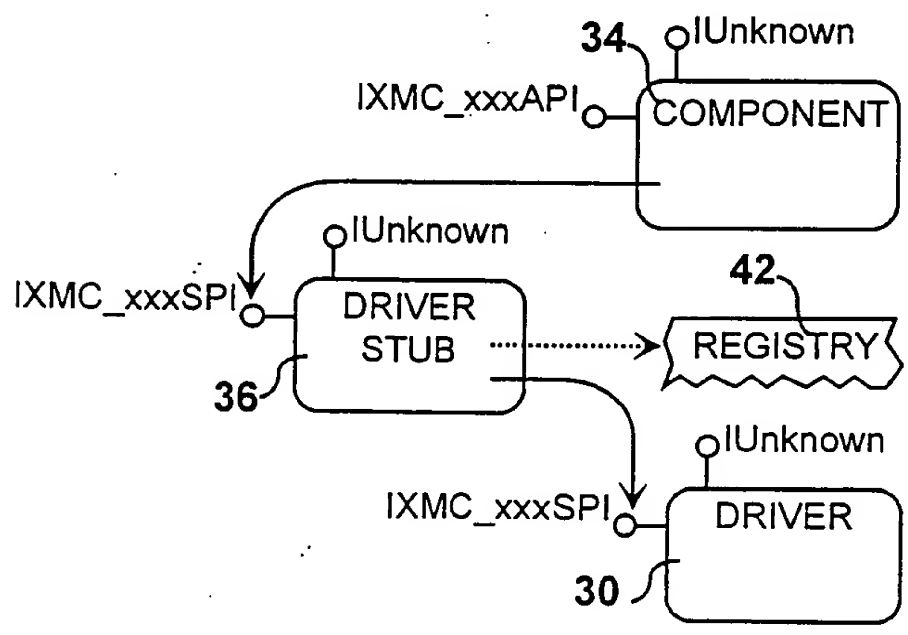 34
IUnknown
IXMC_xxxAPI
COMPONENT
IUnknown
IXMC_xxxSPI
DRIVER
STUB
42
REGISTRY
36
IUnknown
IXMC_xxxSPI
DRIVER
30